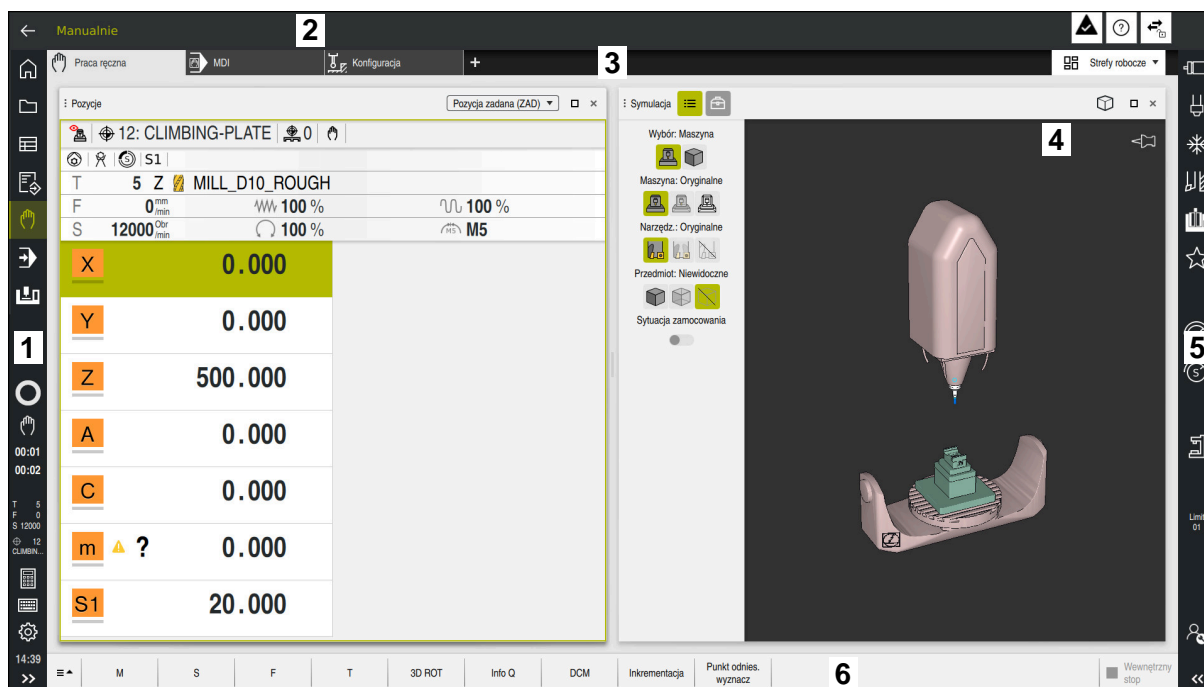 Manualnie
2
Praca ręczna
MDI
Konfiguracja
+
3
Strefy robocze
Pozycje
Pozycja zadana (ZAD)
12: CLIMBING-PLATE
0
S1
T 5 Z MILL_D10_ROUGH
F 0 mm/min 100 % 100 %
S 12000 Obr/min 100 % M5
X 0.000
Y 0.000
Z 500.000
A 0.000
C 0.000
m ? 0.000
S1 20.000
Symulacja
Wybór: Maszyna
Maszyna: Oryginalne
Narzędz.: Oryginalne
Przedmiot: Niewidoczne
Sytuacja zamocowania
4
1
00:01
00:02
T 5
F 0
S 12000
12
CLIMBIN...
14:39
5
S
Limit
01
M
S
F
T
3D ROT
Info Q
DCM
Inkrementacja
Punkt odnies.
wyznacz
6
Wewnętrzny
stop